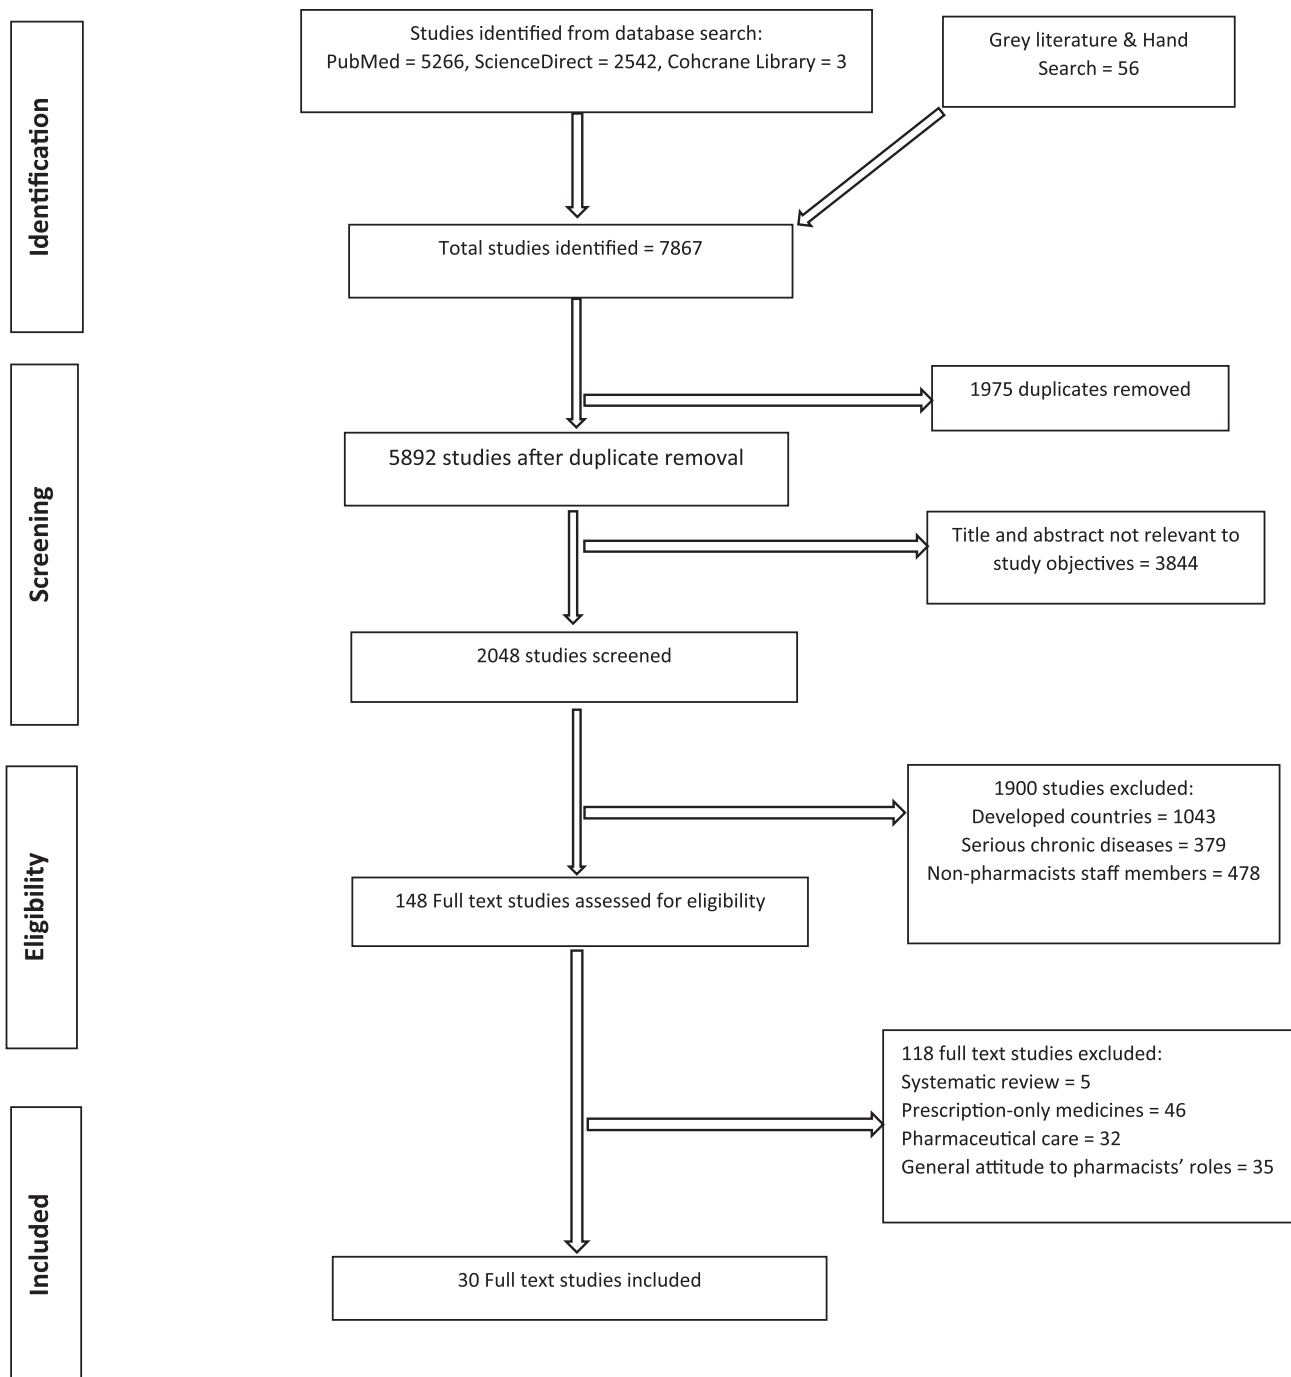 Identification
Studies identified from database search:
PubMed = 5266, ScienceDirect = 2542, Cohcrane Library = 3
Grey literature & Hand
Search = 56
Total studies identified = 7867
Screening
1975 duplicates removed
5892 studies after duplicate removal
Title and abstract not relevant to
study objectives = 3844
2048 studies screened
Eligibility
1900 studies excluded:
Developed countries = 1043
Serious chronic diseases = 379
Non-pharmacists staff members = 478
148 Full text studies assessed for eligibility
Included
118 full text studies excluded:
Systematic review = 5
Prescription-only medicines = 46
Pharmaceutical care = 32
General attitude to pharmacists’ roles = 35
30 Full text studies included